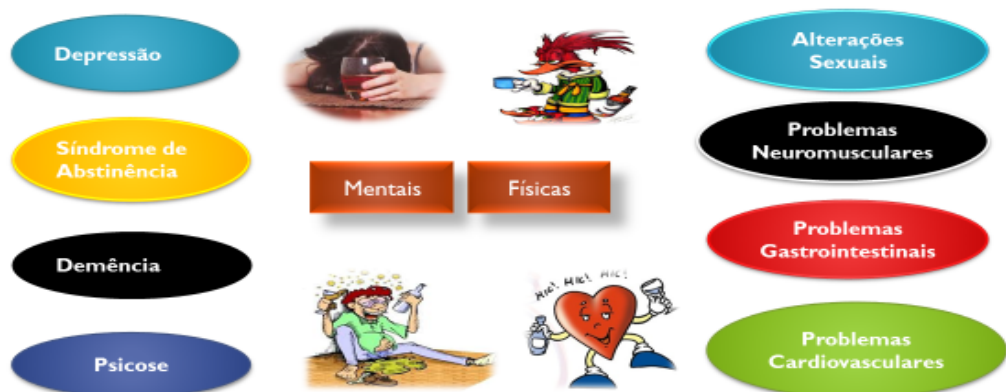 Depressão
Síndrome de
Abstinência
Demência
Psicose
Mentais
Físicas
HIC! HIC! HIC!
Alterações
Sexuais
Problemas
Neuromusculares
Problemas
Gastrointestinais
Problemas
Cardiovasculares